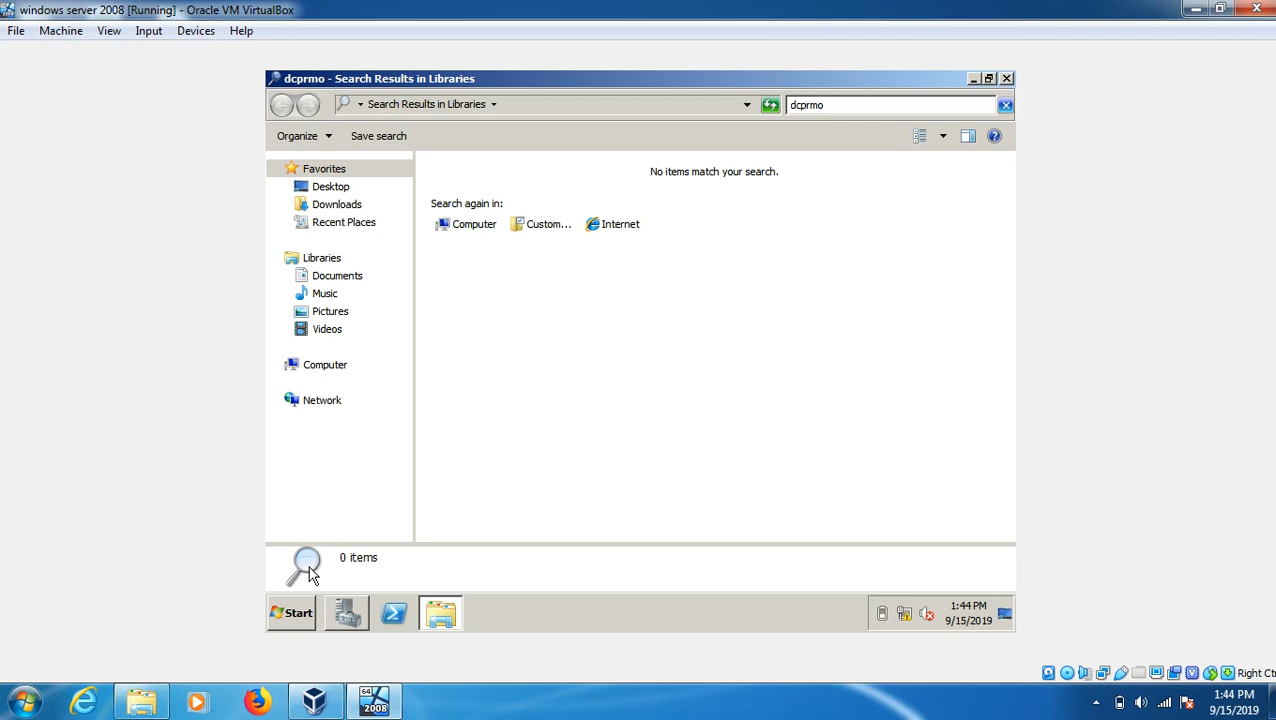 windows server 2008 [Running] - Oracle VM VirtualBox
File Machine View Input Devices Help
dcprmo - Search Results in Libraries
Search Results in Libraries
dcprmo
Organize Save search
Favorites
Desktop
Downloads
Recent Places
Libraries
Documents
Music
Pictures
Videos
Computer
Network
No items match your search.
Search again in:
Computer Custom... Internet
0 items
Start
1:44 PM
9/15/2019
Right Ct
64
2008
1:44 PM
9/15/2019